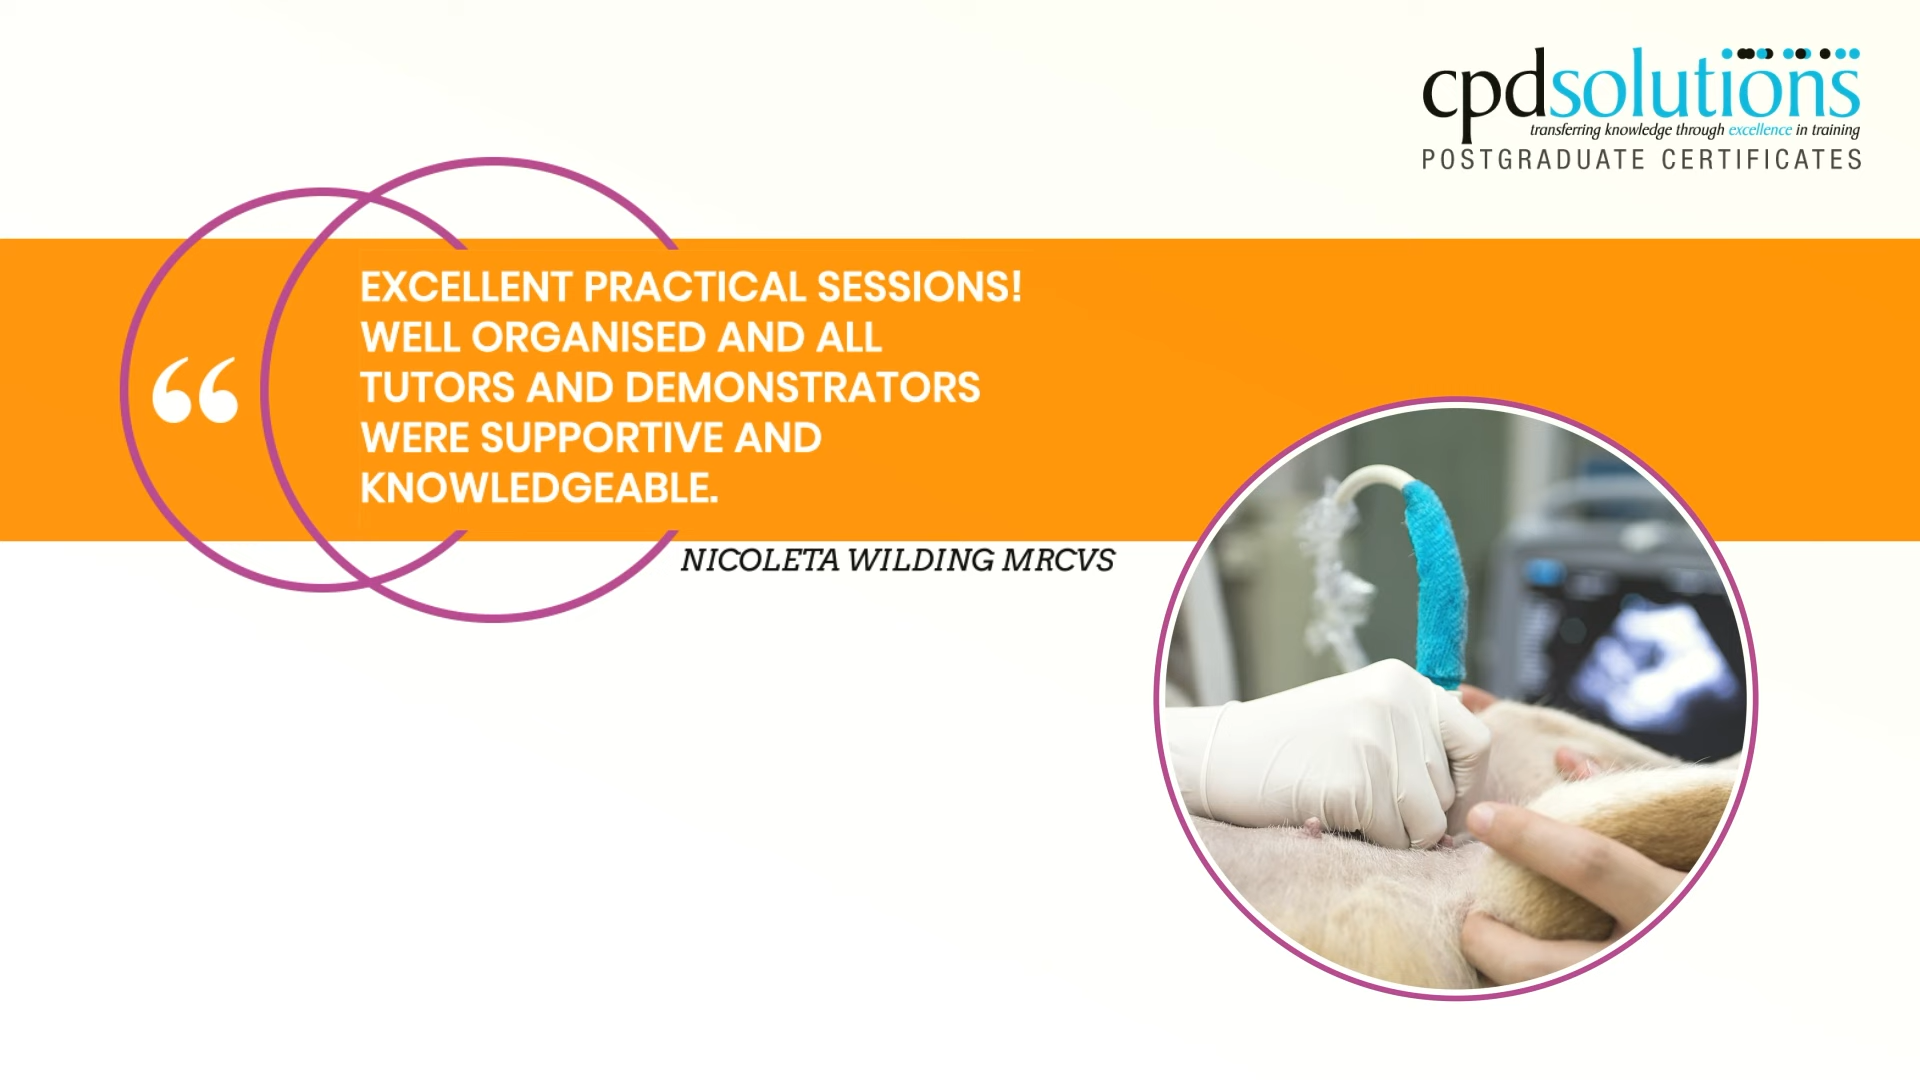 cpdsolutions
transferring knowledge through excellence in training
POSTGRADUATE CERTIFICATES
“
EXCELLENT PRACTICAL SESSIONS!
WELL ORGANISED AND ALL
TUTORS AND DEMONSTRATORS
WERE SUPPORTIVE AND
KNOWLEDGEABLE.
NICOLETA WILDING MRCVS